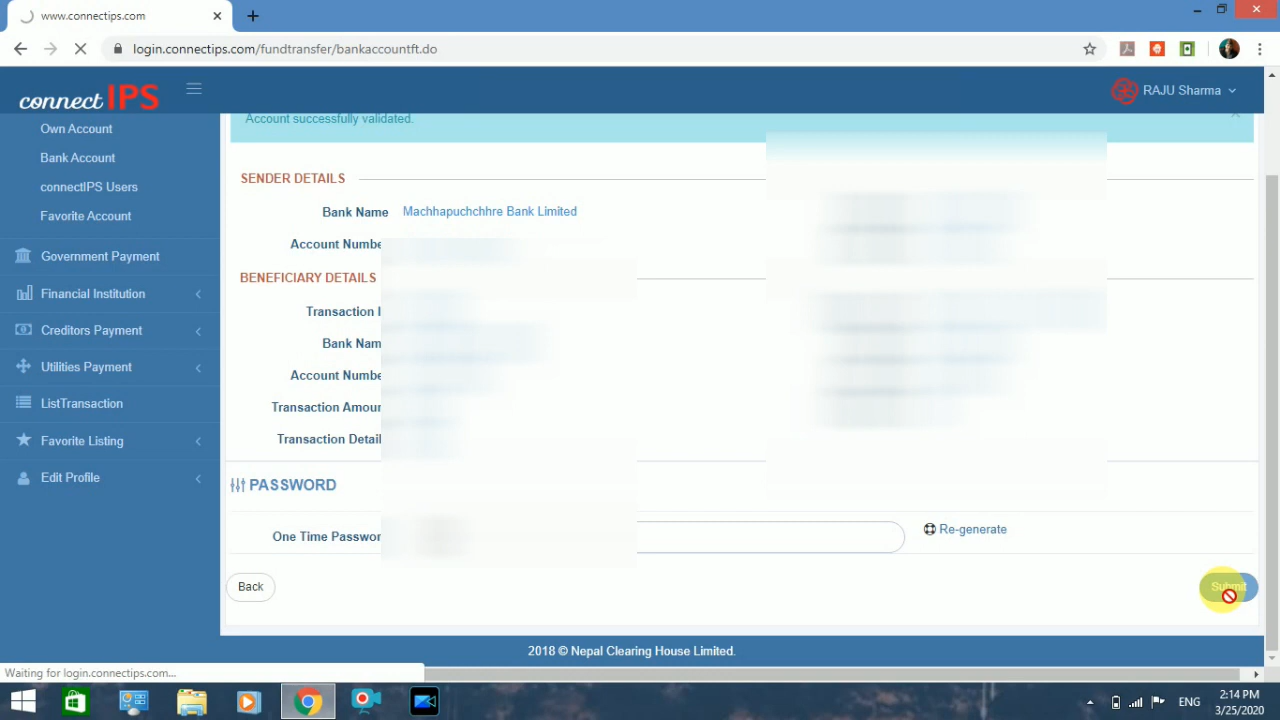 www.connectips.com
login.connectips.com/fundtransfer/bankaccountft.do
connectIPS
RAJU Sharma
Own Account
Bank Account
connectIPS Users
Favorite Account
Government Payment
Financial Institution
Creditors Payment
Utilities Payment
ListTransaction
Favorite Listing
Edit Profile
Account successfully validated.
SENDER DETAILS
Bank Name Machhapuchchhre Bank Limited
Account Numbe
BENEFICIARY DETAILS
Transaction I
Bank Nam
Account Numbe
Transaction Amoun
Transaction Detail
PASSWORD
One Time Passwor
Re-generate
Back
Submit
2018 © Nepal Clearing House Limited.
Waiting for login.connectips.com...
ENG
2:14 PM
3/25/2020